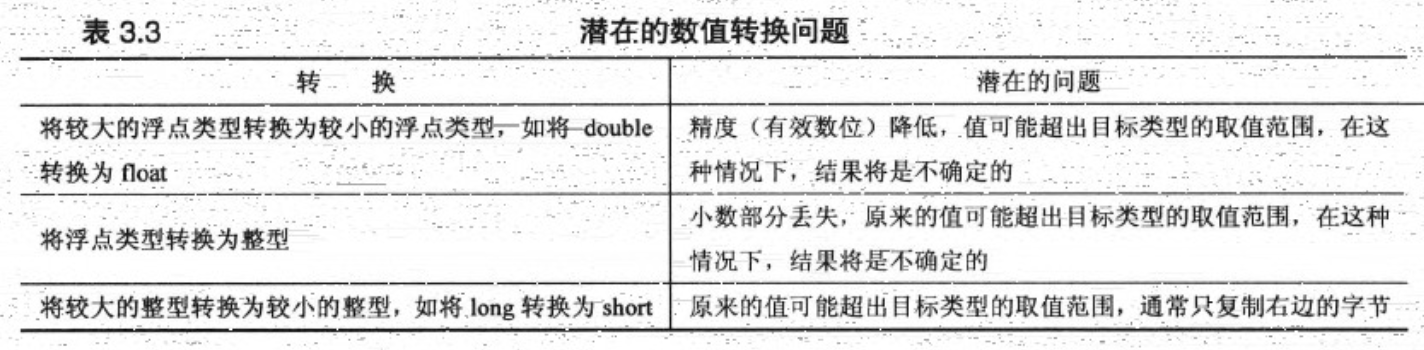 表 3.3 潜在的数值转换问题
转 换 潜在的问题
将较大的浮点类型转换为较小的浮点类型，如将 double
转换为 float
精度（有效数位）降低，值可能超出目标类型的取值范围，在这
种情况下，结果将是不确定的
将浮点类型转换为整型
小数部分丢失，原来的值可能超出目标类型的取值范围，在这种
情况下，结果将是不确定的
将较大的整型转换为较小的整型，如将 long 转换为 short
原来的值可能超出目标类型的取值范围，通常只复制右边的字节